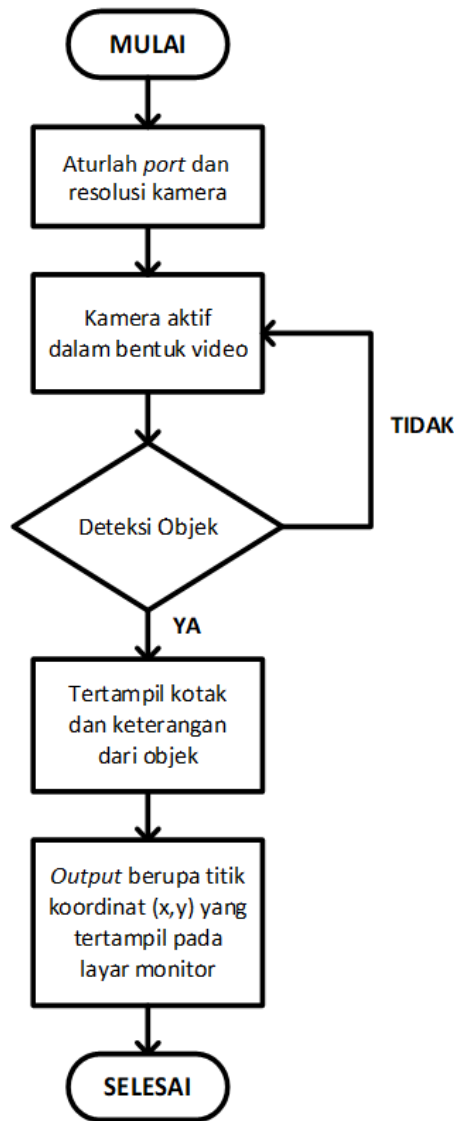 MULAI
Aturlah port dan
resolusi kamera
Kamera aktif
dalam bentuk video
TIDAK
Deteksi Objek
YA
Tertampil kotak
dan keterangan
dari objek
Output berupa titik
koordinat (x,y) yang
tertampil pada
layar monitor
SELESAI